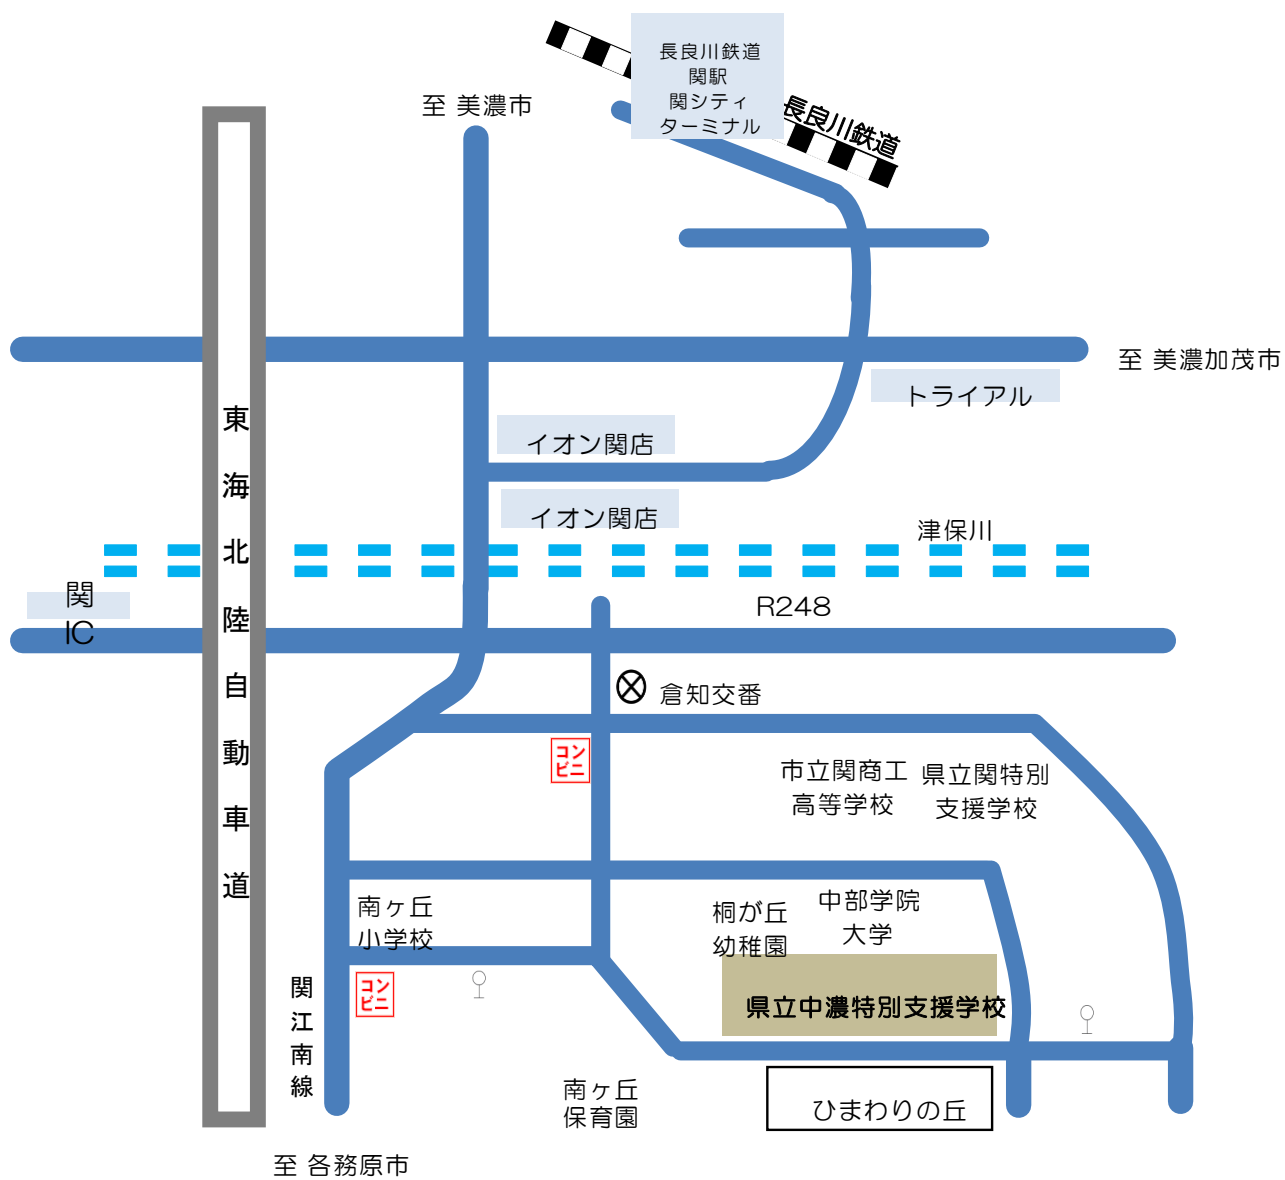 長良川鉄道
関駅
関シティ
ターミナル
至 美濃市
長良川鉄道
至 美濃加茂市
トライアル
イオン関店
イオン関店
津保川
関
IC
R248
倉知交番
コン
ビニ
市立関商工
高等学校
県立関特別
支援学校
東海北陸自動車道
南ヶ丘
小学校
桐が丘
幼稚園
中部学院
大学
コン
ビニ
県立中濃特別支援学校
関江南線
南ヶ丘
保育園
ひまわりの丘
至 各務原市